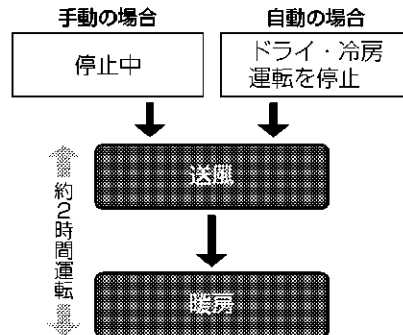 手動の場合
自動の場合
停止中
ドライ・冷房
運転を停止
送風
約2時間運転
暖房